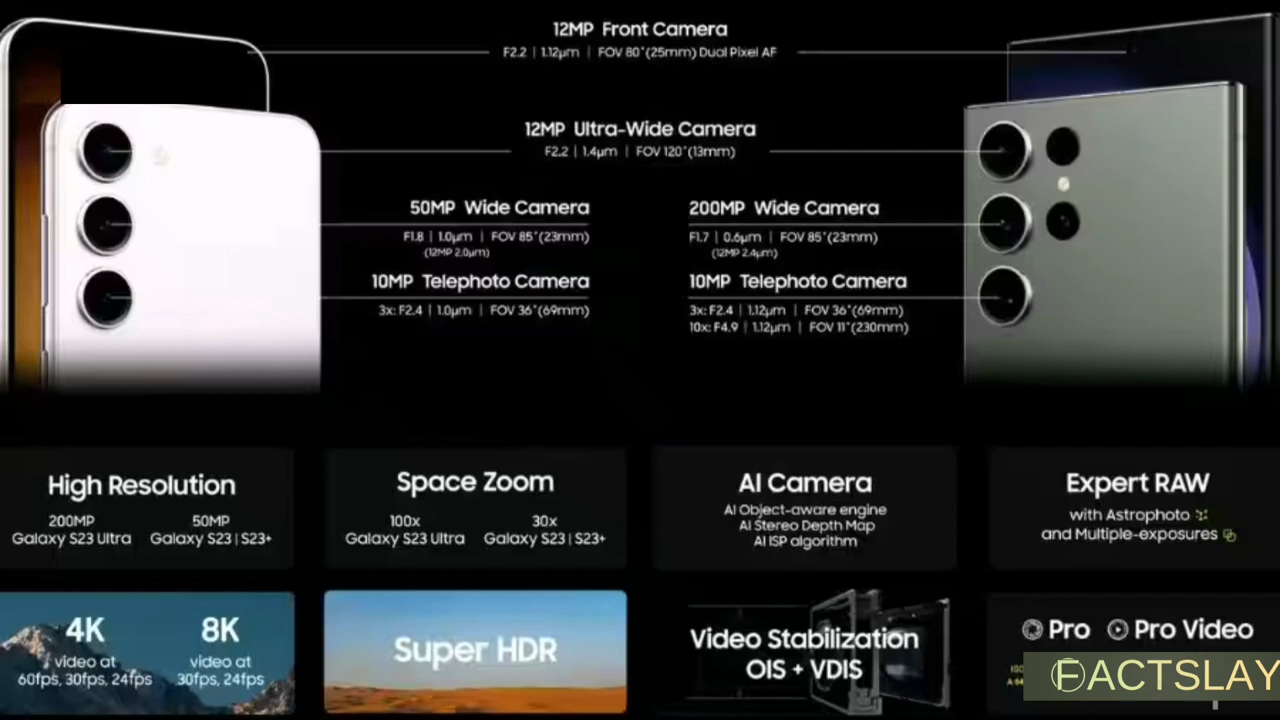 12MP Front Camera
F2.2 | 1.12µm | FOV 80°(25mm) Dual Pixel AF
12MP Ultra-Wide Camera
F2.2 | 1.4µm | FOV 120°(13mm)
50MP Wide Camera
F1.8 | 1.0µm | FOV 85°(23mm)
(12MP 2.0µm)
10MP Telephoto Camera
3x: F2.4 | 1.0µm | FOV 36°(69mm)
200MP Wide Camera
F1.7 | 0.6µm | FOV 85°(23mm)
(12MP 2.4µm)
10MP Telephoto Camera
3x: F2.4 | 1.12µm | FOV 36°(69mm)
10x: F4.9 | 1.12µm | FOV 11°(230mm)
High Resolution
200MP
Galaxy S23 Ultra
50MP
Galaxy S23 | S23+
Space Zoom
100x
Galaxy S23 Ultra
30x
Galaxy S23 | S23+
AI Camera
AI Object-aware engine
AI Stereo Depth Map
AI ISP algorithm
Expert RAW
with Astrophoto
and Multiple-exposures
4K
video at
60fps, 30fps, 24fps
8K
video at
30fps, 24fps
Super HDR
Video Stabilization
OIS + VDIS
Pro
Pro Video
ISO
FACTSLAY